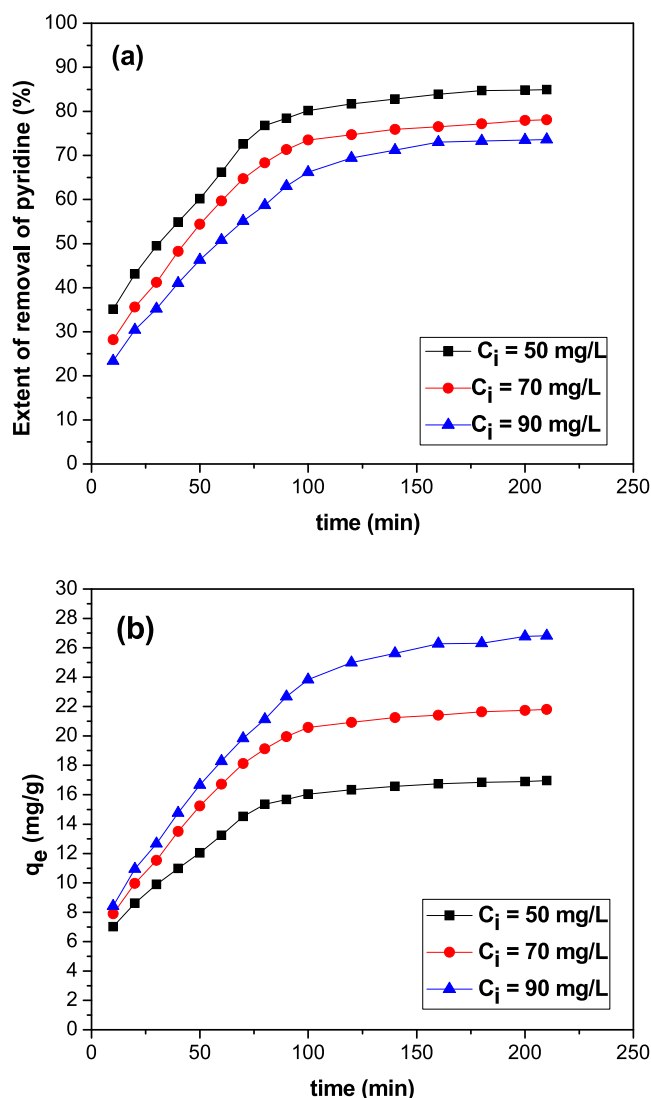 (a)
Extent of removal of pyridine (%)
100
90
80
70
60
50
40
30
20
10
0
C_i = 50 mg/L
C_i = 70 mg/L
C_i = 90 mg/L
0 50 100 150 200 250
time (min)
(b)
q_e (mg/g)
30
28
26
24
22
20
18
16
14
12
10
8
6
4
2
0
C_i = 50 mg/L
C_i = 70 mg/L
C_i = 90 mg/L
0 50 100 150 200 250
time (min)